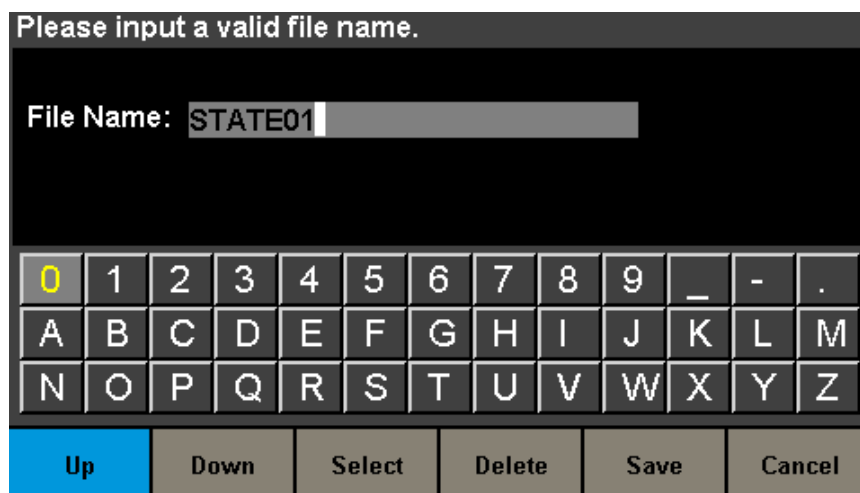 Please input a valid file name.
File Name: STATE01
0 1 2 3 4 5 6 7 8 9 _ - .
A B C D E F G H I J K L M
N O P Q R S T U V W X Y Z
Up Down Select Delete Save Cancel